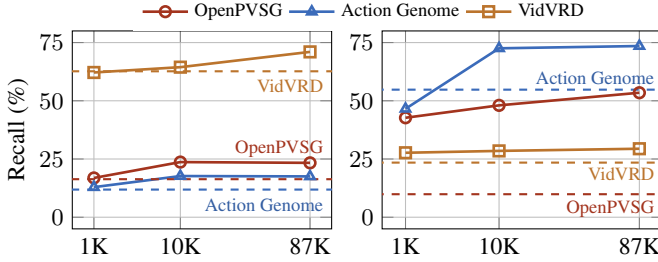 OpenPVSG Action Genome VidVRD
Recall (%)
75
50
25
0
1K 10K 87K
VidVRD
OpenPVSG
Action Genome
75
50
25
0
1K 10K 87K
Action Genome
VidVRD
OpenPVSG